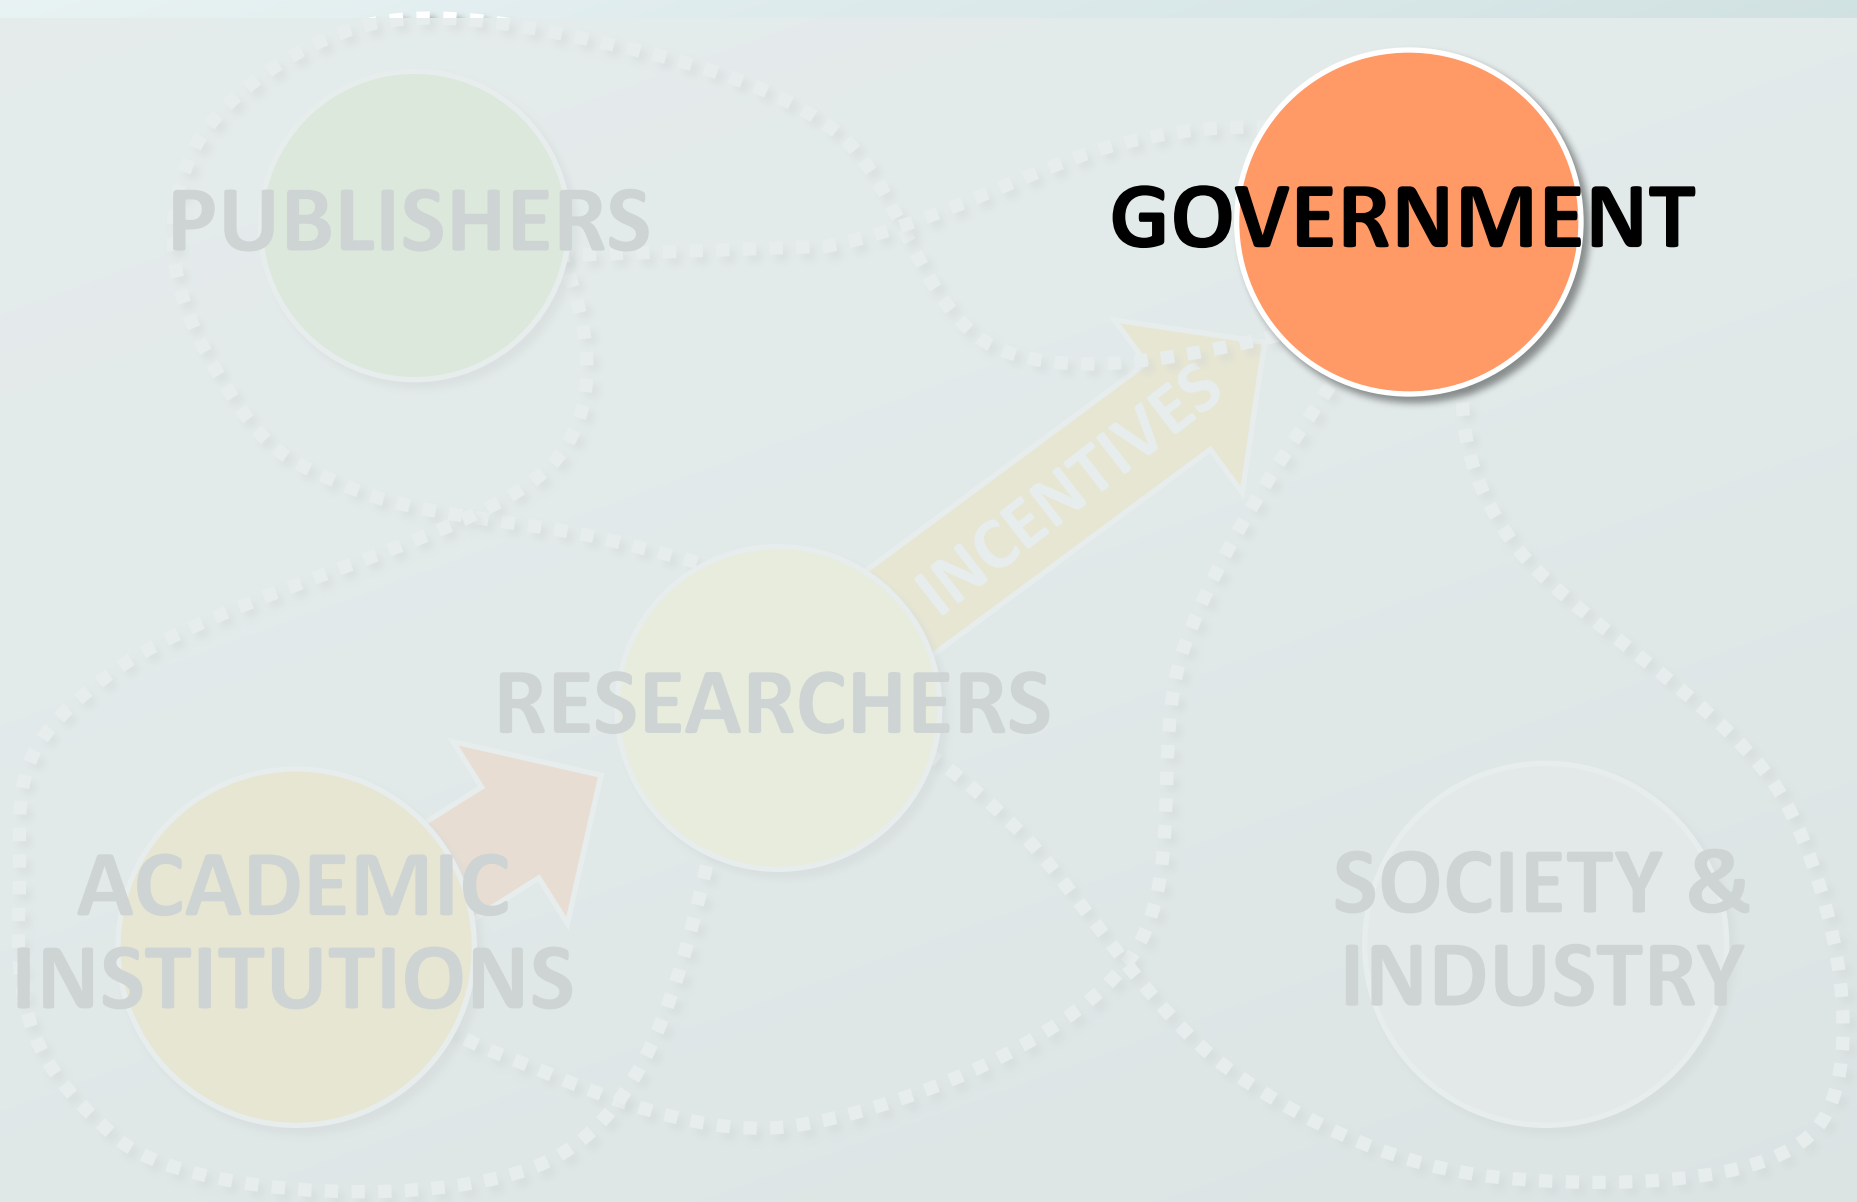 PUBLISHERS
GOVERNMENT
INCENTIVES
RESEARCHERS
ACADEMIC
INSTITUTIONS
SOCIETY &
INDUSTRY